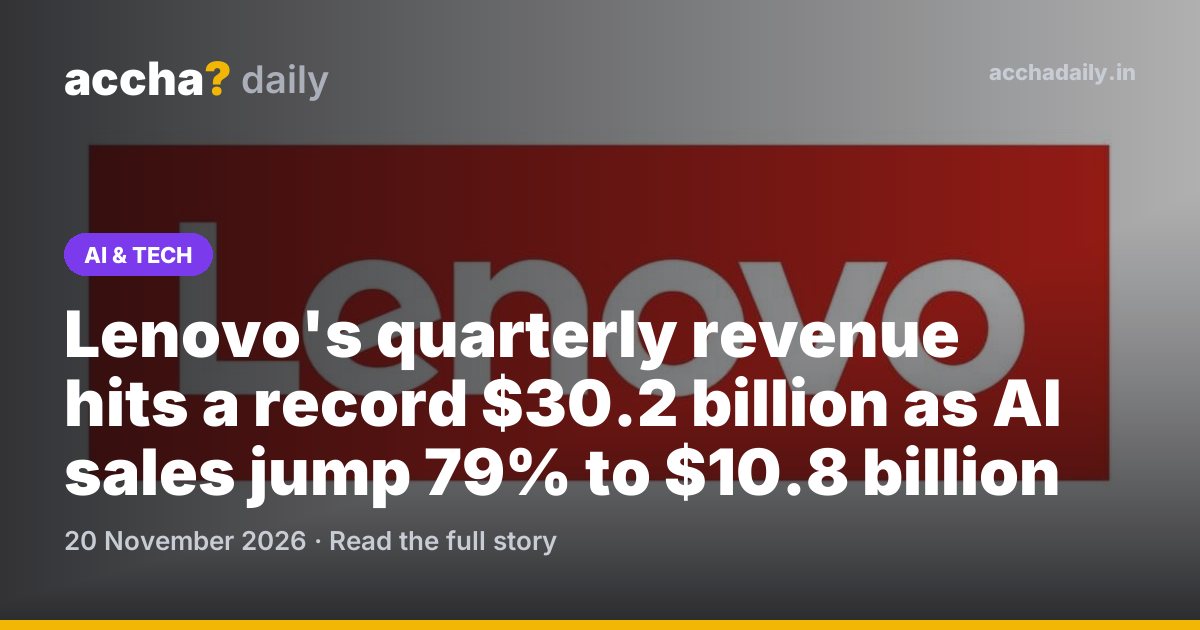 accha? daily
acchadaily.in
Lenovo
AI & TECH
Lenovo's quarterly revenue
hits a record $30.2 billion as AI
sales jump 79% to $10.8 billion
20 November 2026 · Read the full story